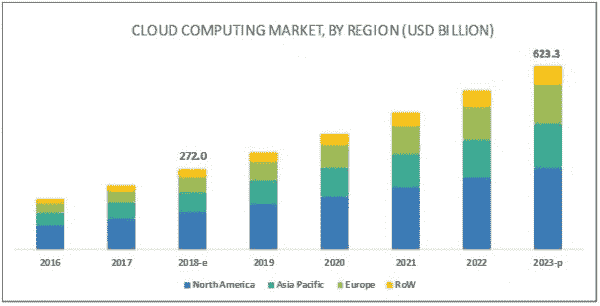 CLOUD COMPUTING MARKET, BY REGION (USD BILLION)
623.3
272.0
2016 2017 2018-e 2019 2020 2021 2022 2023-p
North America Asia Pacific Europe RoW